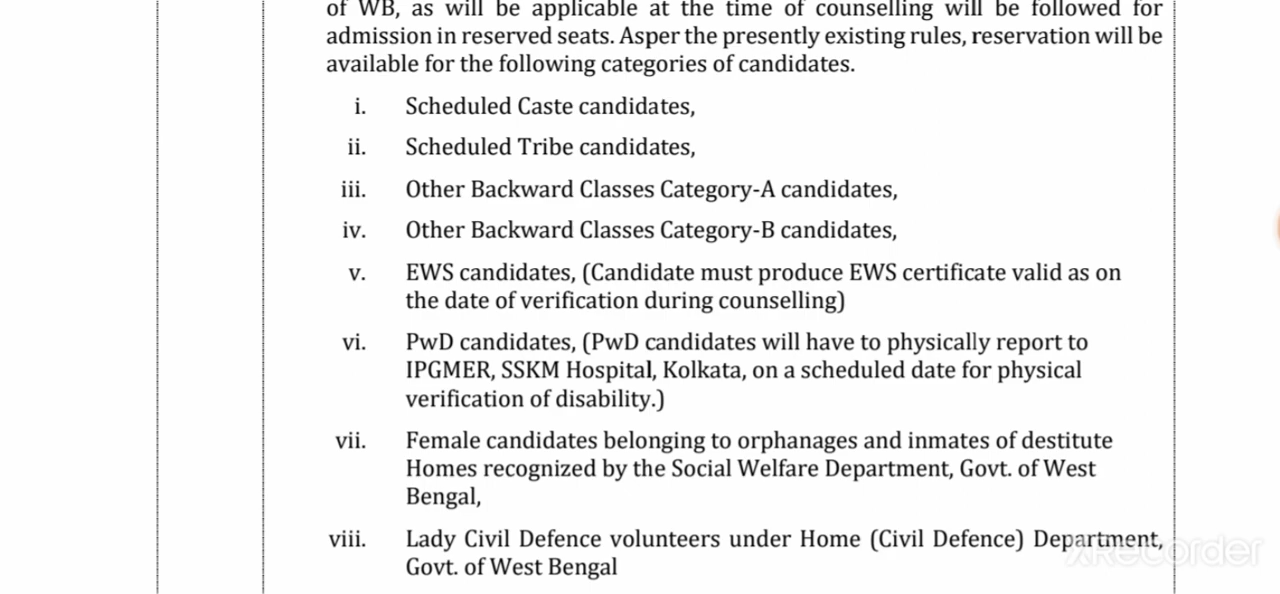 of WB, as will be applicable at the time of counselling will be followed for
admission in reserved seats. Asper the presently existing rules, reservation will be
available for the following categories of candidates.
i. Scheduled Caste candidates,
ii. Scheduled Tribe candidates,
iii. Other Backward Classes Category-A candidates,
iv. Other Backward Classes Category-B candidates,
v. EWS candidates, (Candidate must produce EWS certificate valid as on
the date of verification during counselling)
vi. PwD candidates, (PwD candidates will have to physically report to
IPGMER, SSKM Hospital, Kolkata, on a scheduled date for physical
verification of disability.)
vii. Female candidates belonging to orphanages and inmates of destitute
Homes recognized by the Social Welfare Department, Govt. of West
Bengal,
viii. Lady Civil Defence volunteers under Home (Civil Defence) Department,
Govt. of West Bengal
XRecorder